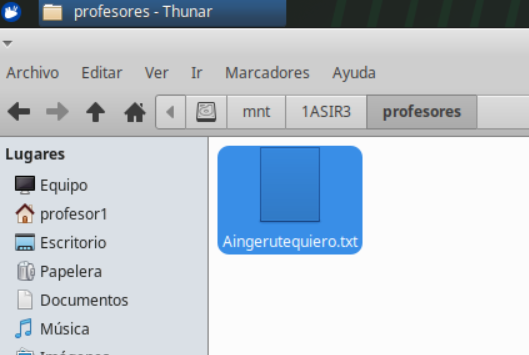 profesores - Thunar
Archivo Editar Ver Ir Marcadores Ayuda
mnt 1ASIR3 profesores
Lugares
Equipo
profesor1
Escritorio
Papelera
Documentos
Música
Aingerutequiero.txt